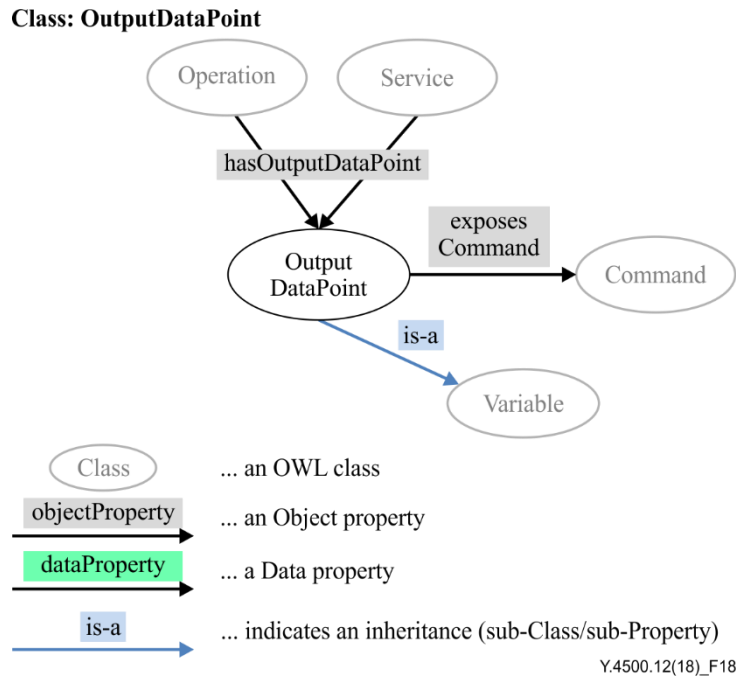 Class: OutputDataPoint
Operation
Service
hasOutputDataPoint
exposes
Command
Output
DataPoint
Command
is-a
Variable
Class
... an OWL class
objectProperty
... an Object property
dataProperty
... a Data property
is-a
... indicates an inheritance (sub-Class/sub-Property)
Y.4500.12(18)_F18